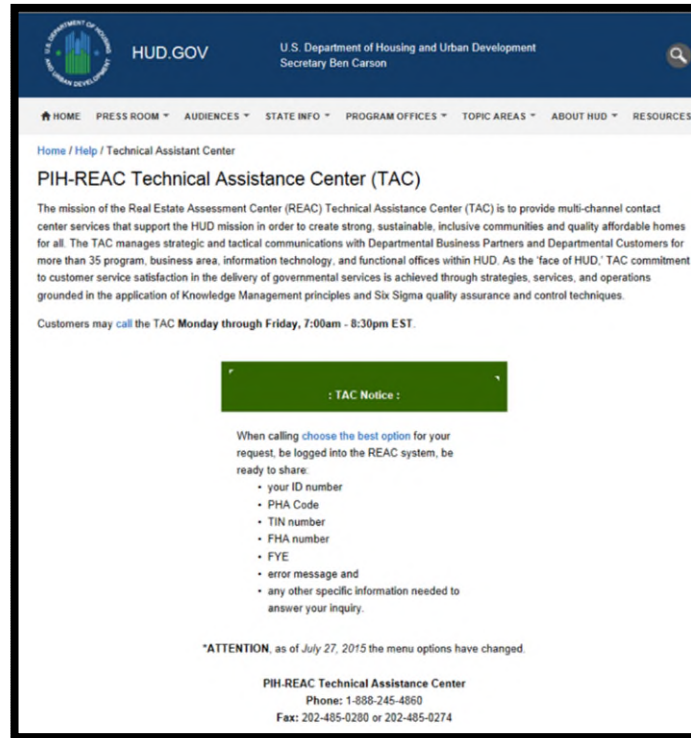 U.S. DEPARTMENT OF HOUSING
AND URBAN DEVELOPMENT
HUD.GOV
U.S. Department of Housing and Urban Development
Secretary Ben Carson
HOME PRESS ROOM AUDIENCES STATE INFO PROGRAM OFFICES TOPIC AREAS ABOUT HUD RESOURCES
Home / Help / Technical Assistant Center
PIH-REAC Technical Assistance Center (TAC)
The mission of the Real Estate Assessment Center (REAC) Technical Assistance Center (TAC) is to provide multi-channel contact
center services that support the HUD mission in order to create strong, sustainable, inclusive communities and quality affordable homes
for all. The TAC manages strategic and tactical communications with Departmental Business Partners and Departmental Customers for
more than 35 program, business area, information technology, and functional offices within HUD. As the 'face of HUD,' TAC commitment
to customer service satisfaction in the delivery of governmental services is achieved through strategies, services, and operations
grounded in the application of Knowledge Management principles and Six Sigma quality assurance and control techniques.
Customers may call the TAC Monday through Friday, 7:00am - 8:30pm EST.
: TAC Notice :
When calling choose the best option for your
request, be logged into the REAC system, be
ready to share:
• your ID number
• PHA Code
• TIN number
• FHA number
• FYE
• error message and
• any other specific information needed to
answer your inquiry.
*ATTENTION, as of July 27, 2015 the menu options have changed.
PIH-REAC Technical Assistance Center
Phone: 1-888-245-4860
Fax: 202-485-0280 or 202-485-0274